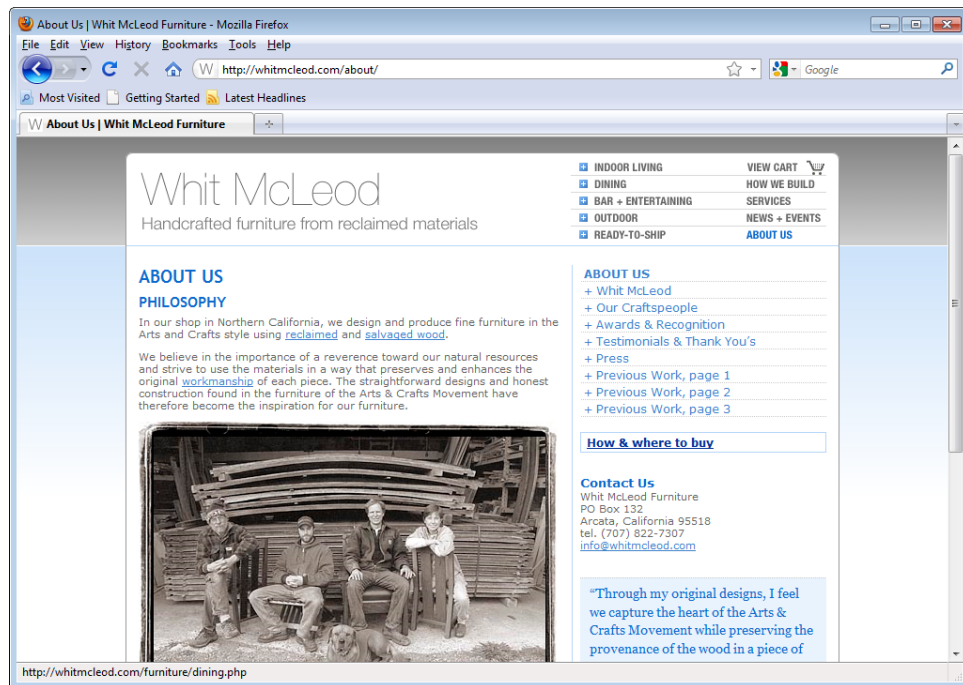 About Us | Whit McLeod Furniture - Mozilla Firefox
File Edit View History Bookmarks Tools Help
W http://whitmcleod.com/about/
Google
Most Visited Getting Started Latest Headlines
W About Us | Whit McLeod Furniture
Whit McLeod
Handcrafted furniture from reclaimed materials
INDOOR LIVING
DINING
BAR + ENTERTAINING
OUTDOOR
READY-TO-SHIP
VIEW CART
HOW WE BUILD
SERVICES
NEWS + EVENTS
ABOUT US
ABOUT US
PHILOSOPHY
In our shop in Northern California, we design and produce fine furniture in the
Arts and Crafts style using reclaimed and salvaged wood.
We believe in the importance of a reverence toward our natural resources
and strive to use the materials in a way that preserves and enhances the
original workmanship of each piece. The straightforward designs and honest
construction found in the furniture of the Arts & Crafts Movement have
therefore become the inspiration for our furniture.
ABOUT US
+ Whit McLeod
+ Our Craftspeople
+ Awards & Recognition
+ Testimonials & Thank You's
+ Press
+ Previous Work, page 1
+ Previous Work, page 2
+ Previous Work, page 3
How & where to buy
Contact Us
Whit McLeod Furniture
PO Box 132
Arcata, California 95518
tel. (707) 822-7307
info@whitmcleod.com
“Through my original designs, I feel
we capture the heart of the Arts &
Crafts Movement while preserving the
provenance of the wood in a piece of
http://whitmcleod.com/furniture/dining.php